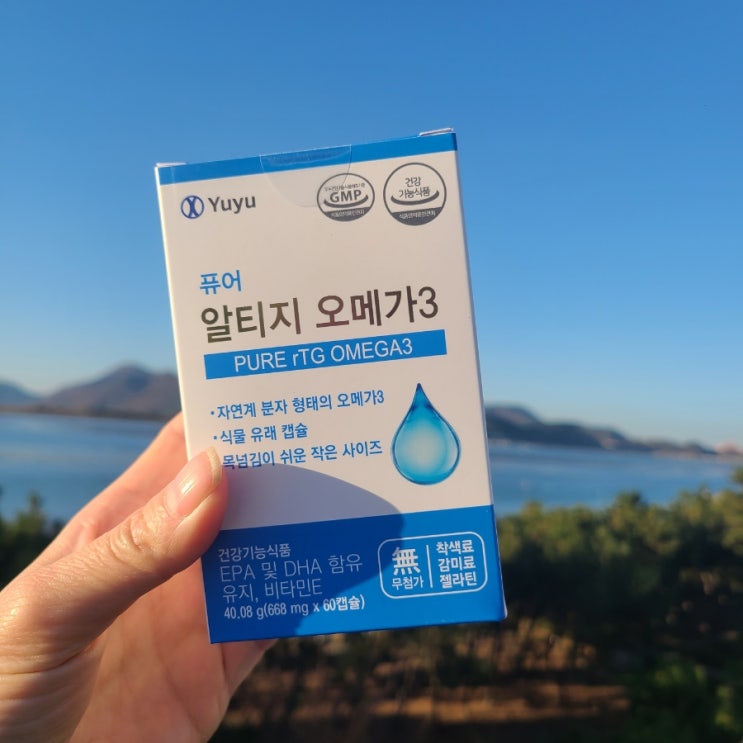 Yuyu
GMP
건강
기능식품
퓨어
알티지 오메가3
PURE rTG OMEGA3
·자연계 분자 형태의 오메가3
·식물 유래 캡슐
목넘김이 쉬운 작은 사이즈
건강기능식품
EPA 및 DHA 함유
유지, 비타민E
40.08 g(668 mg x 60캡슐)
無
무첨가
착색료
감미료
젤라틴